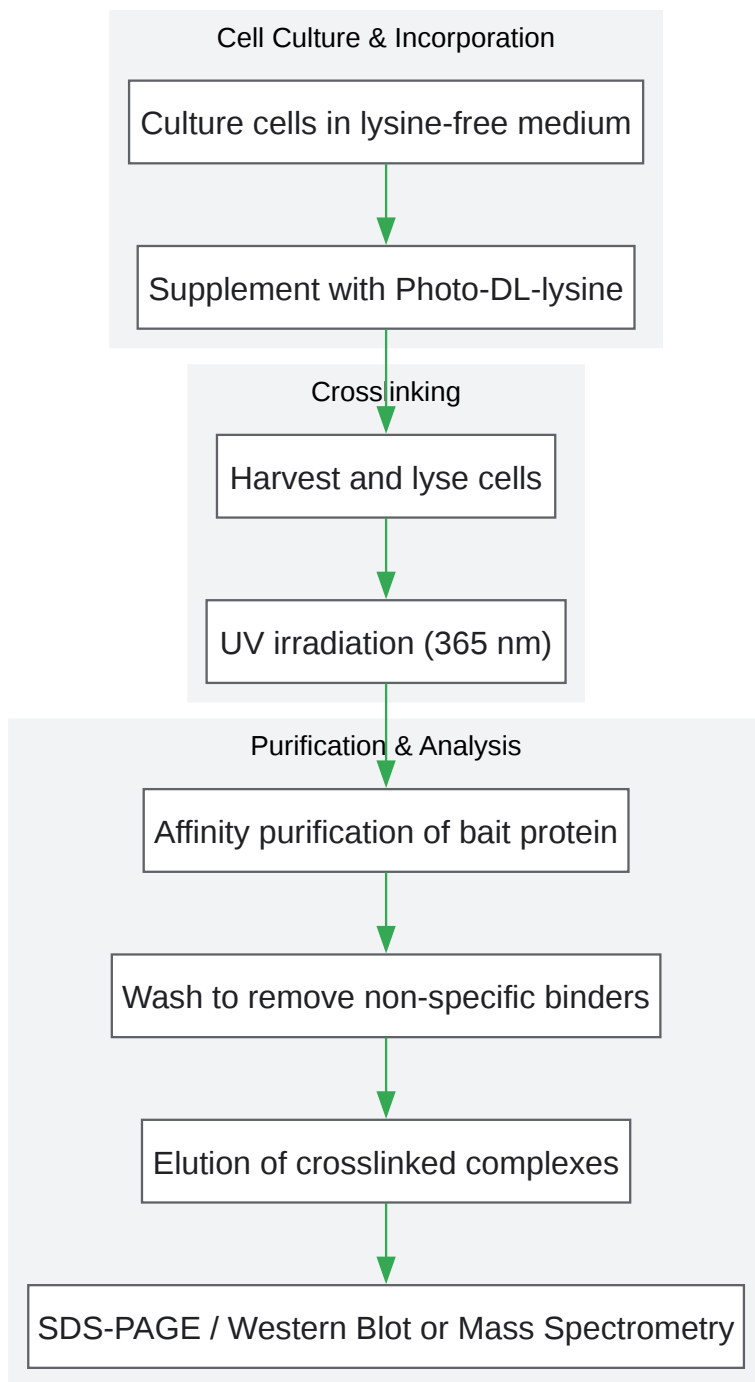 Cell Culture & Incorporation
Culture cells in lysine-free medium
Supplement with Photo-DL-lysine
Crosslinking
Harvest and lyse cells
UV irradiation (365 nm)
Purification & Analysis
Affinity purification of bait protein
Wash to remove non-specific binders
Elution of crosslinked complexes
SDS-PAGE / Western Blot or Mass Spectrometry